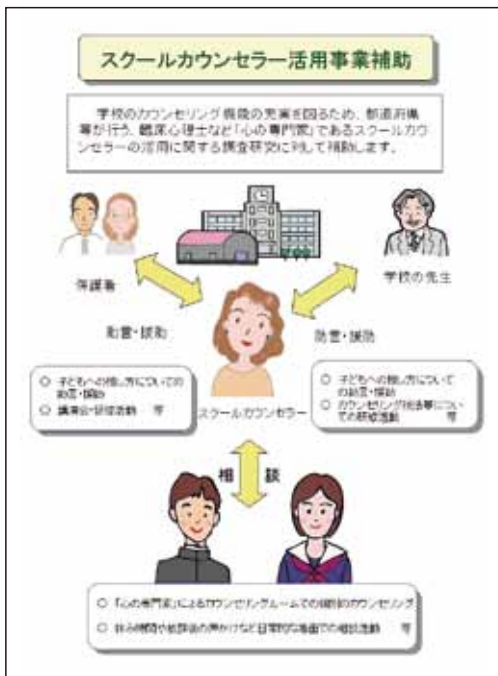 スクールカウンセラー活用事業補助
学校のカウンセリング機能の充実を図るため、都道府県
等が行う、臨床心理士など「心の専門家」であるスクールカウ
ンセラーの活用に関する調査研究に対して補助します。
保護者
学校の先生
助言・援助
助言・援助
○ 子どもへの接し方についての
助言・援助
○ 講演会・研修活動 等
スクールカウンセラー
○ 子どもへの接し方について
の助言・援助
○ カウンセリング技法等につい
ての研修活動 等
相 談
○ 「心の専門家」によるカウンセリングルームでの個別のカウンセリング
○ 休み時間や放課後の声かけなど日常的な場面での相談活動 等